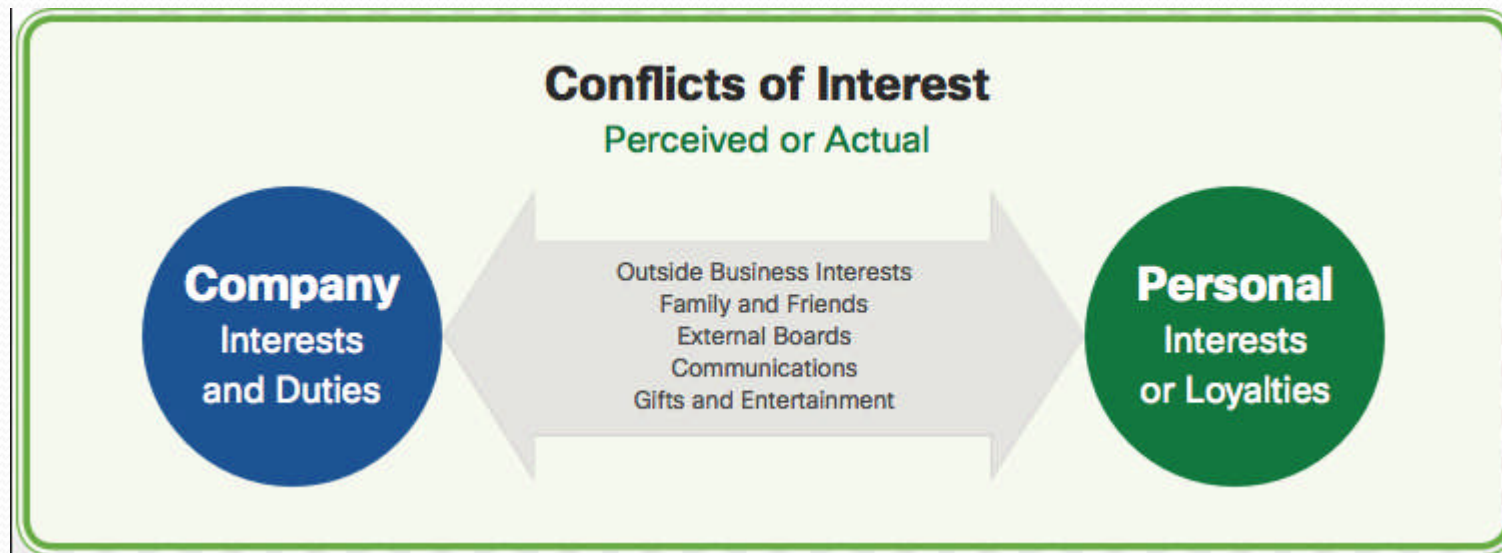 Conflicts of Interest
Perceived or Actual
Company
Interests
and Duties
Outside Business Interests
Family and Friends
External Boards
Communications
Gifts and Entertainment
Personal
Interests
or Loyalties